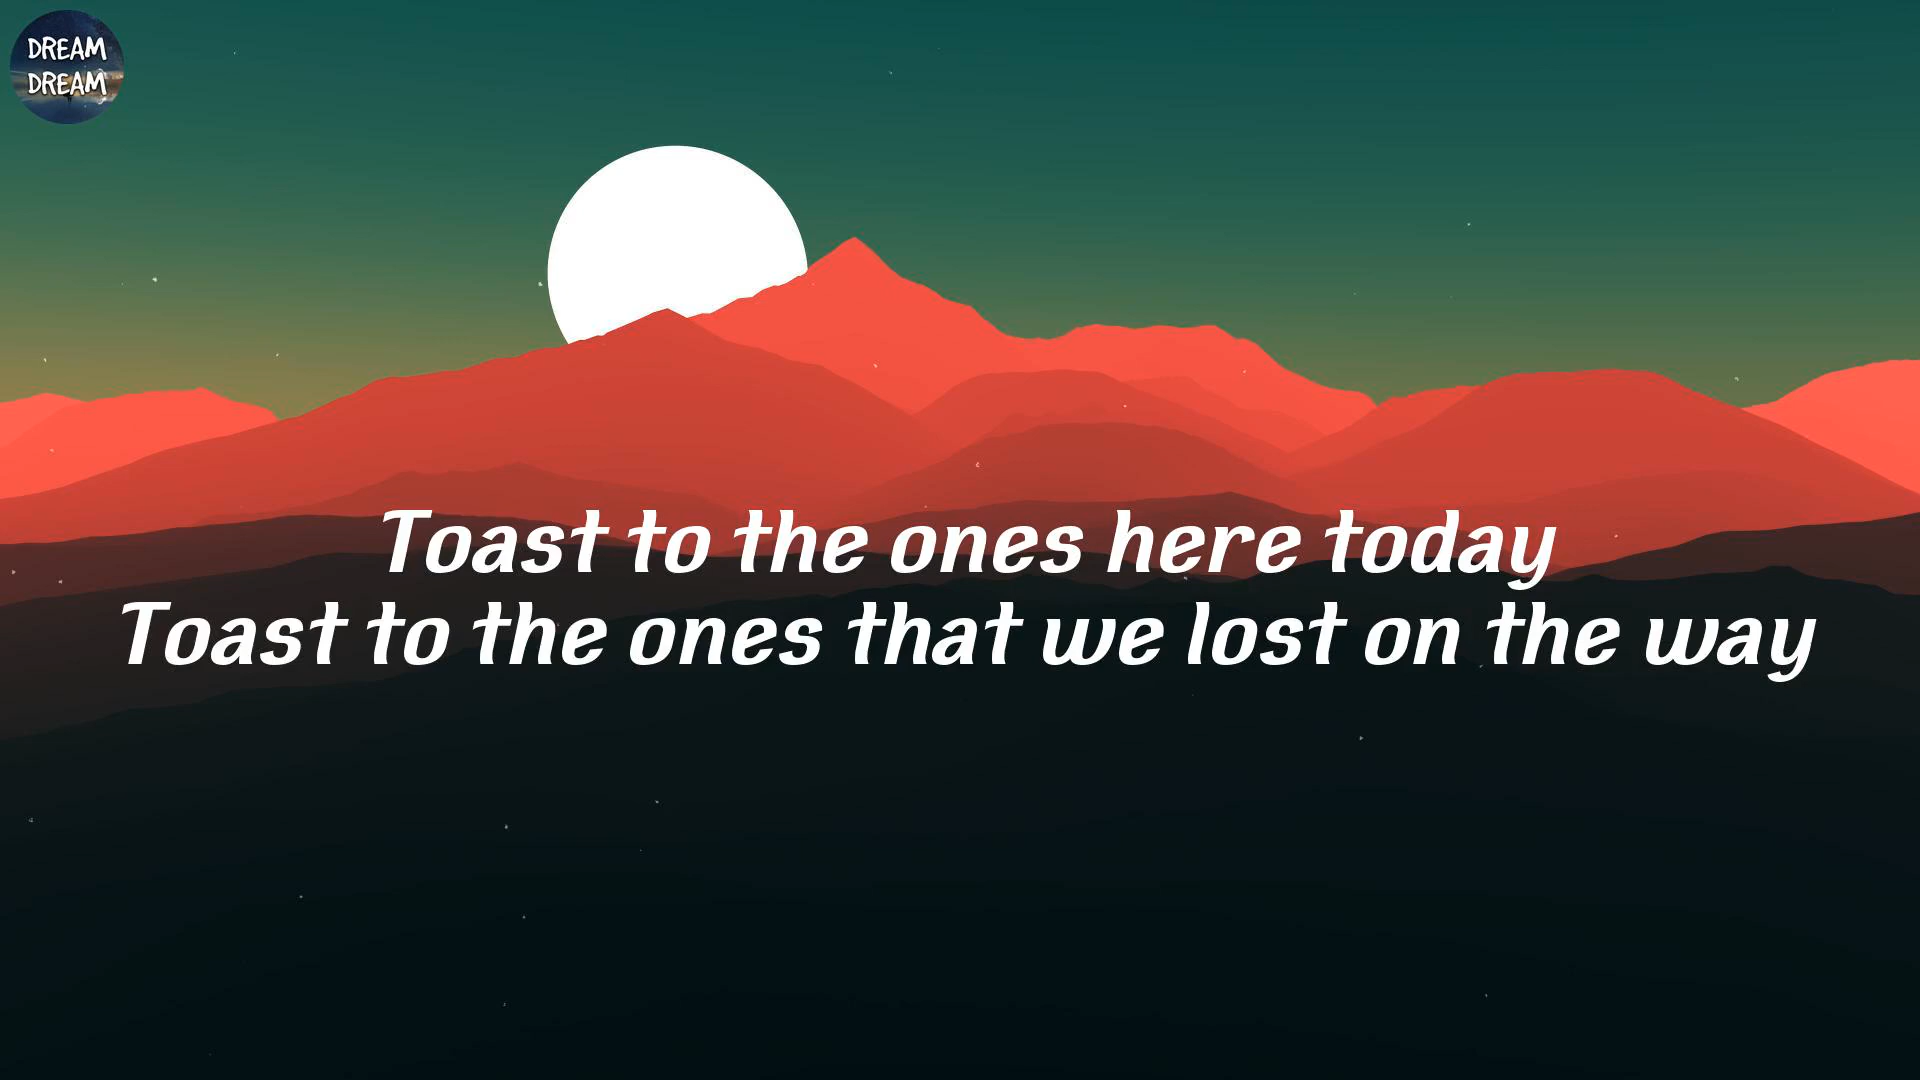 DREAM
DREAM
Toast to the ones here today
Toast to the ones that we lost on the way